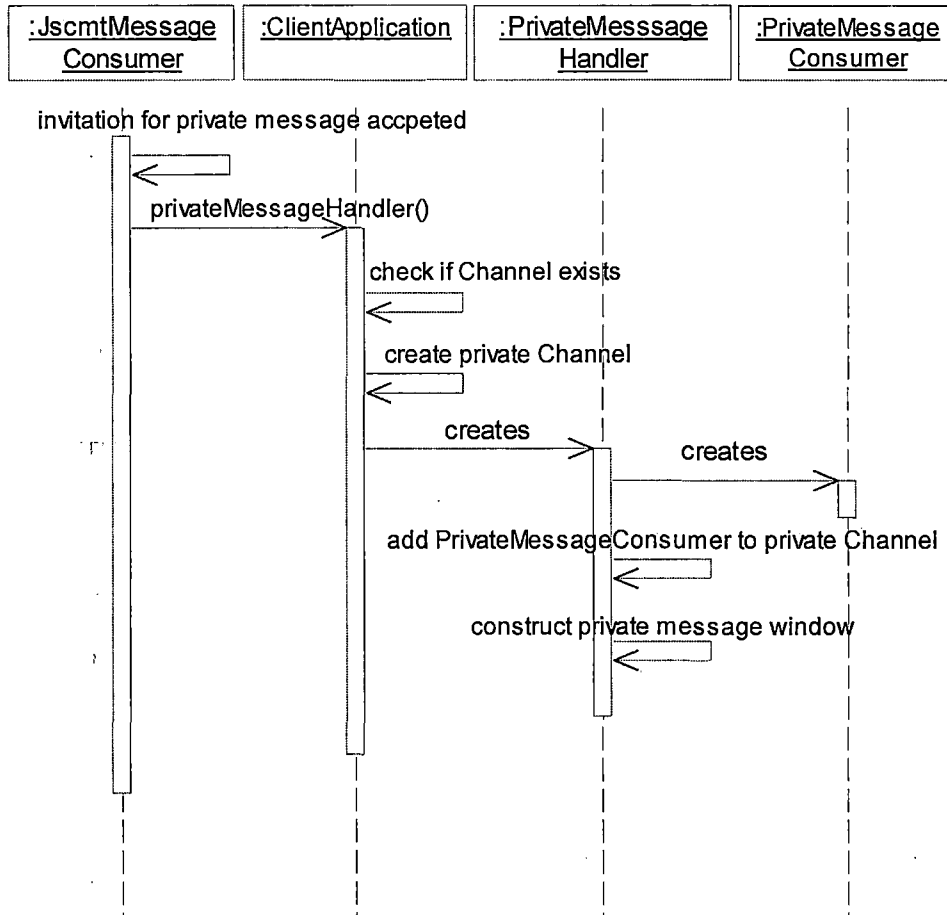 :JscmtMessage
Consumer
:ClientApplication
:PrivateMesssage
Handler
:PrivateMessage
Consumer
invitation for private message accpeted
privateMessageHandler()
check if Channel exists
create private Channel
creates
creates
add PrivateMessageConsumer to private Channel
construct private message window